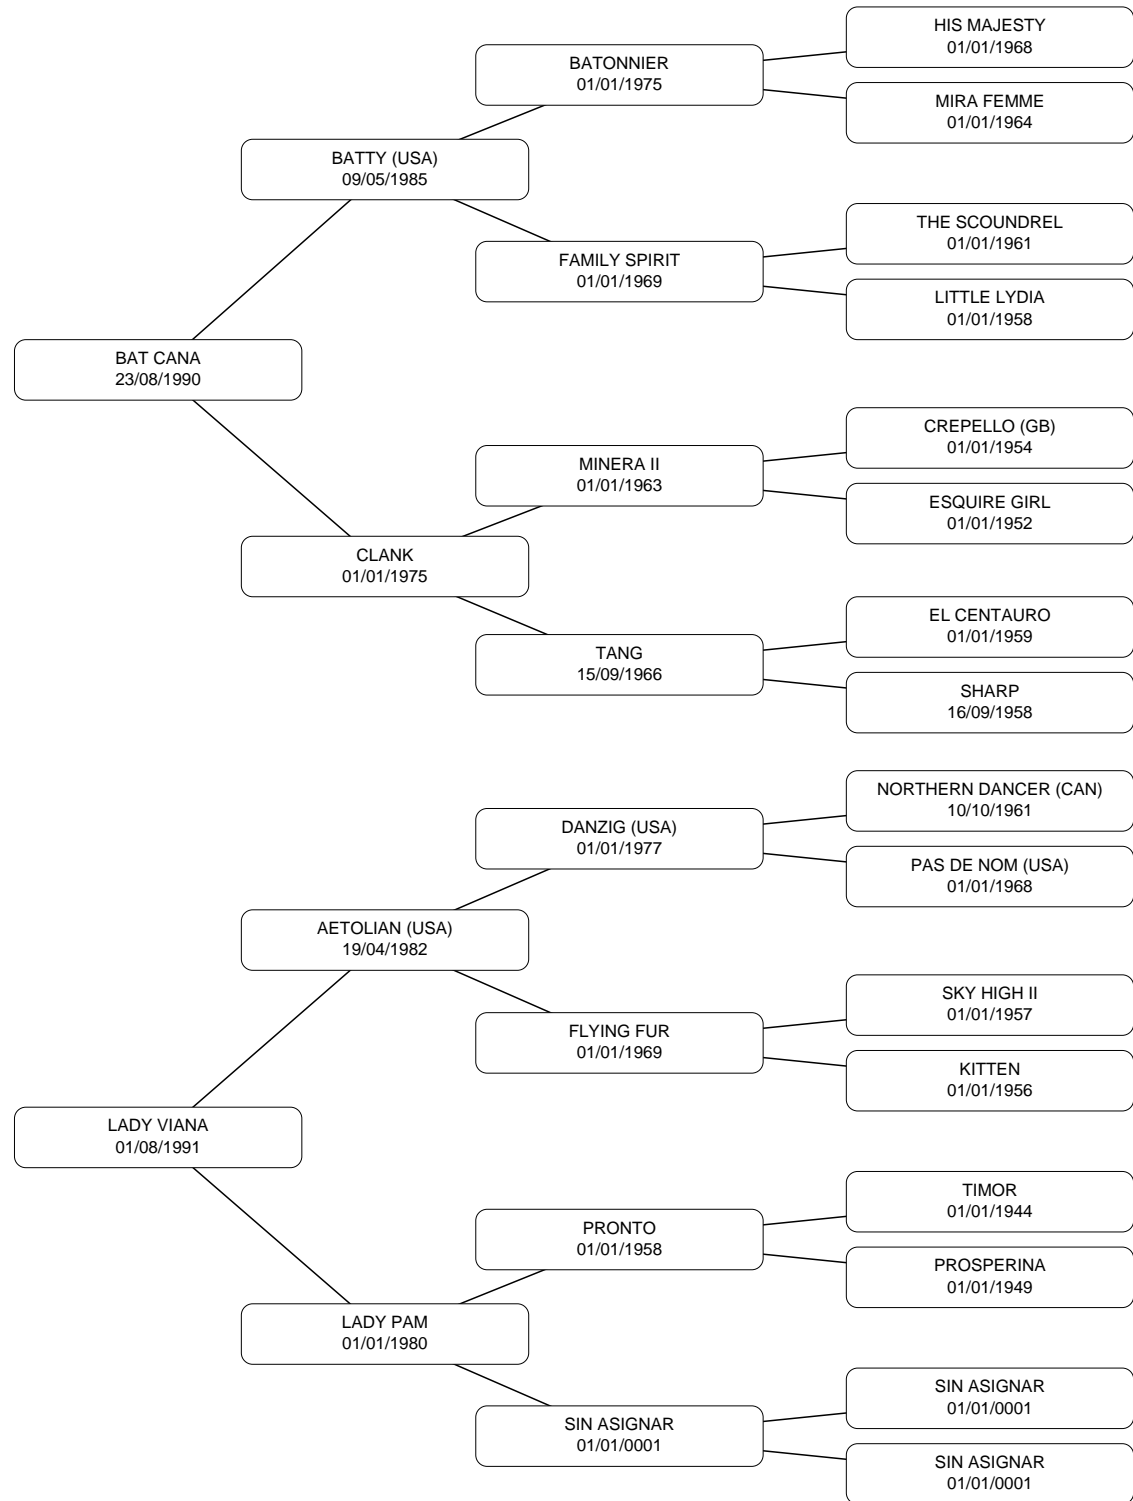 HIS MAJESTY
01/01/1968
BATONNIER
01/01/1975
MIRA FEMME
01/01/1964
BATTY (USA)
09/05/1985
THE SCOUNDREL
01/01/1961
FAMILY SPIRIT
01/01/1969
LITTLE LYDIA
01/01/1958
BAT CANA
23/08/1990
CREPELLO (GB)
01/01/1954
MINERA II
01/01/1963
ESQUIRE GIRL
01/01/1952
CLANK
01/01/1975
EL CENTAURO
01/01/1959
TANG
15/09/1966
SHARP
16/09/1958
NORTHERN DANCER (CAN)
10/10/1961
DANZIG (USA)
01/01/1977
PAS DE NOM (USA)
01/01/1968
AETOLIAN (USA)
19/04/1982
SKY HIGH II
01/01/1957
FLYING FUR
01/01/1969
KITTEN
01/01/1956
LADY VIANA
01/08/1991
TIMOR
01/01/1944
PRONTO
01/01/1958
PROSPERINA
01/01/1949
LADY PAM
01/01/1980
SIN ASIGNAR
01/01/0001
SIN ASIGNAR
01/01/0001
SIN ASIGNAR
01/01/0001